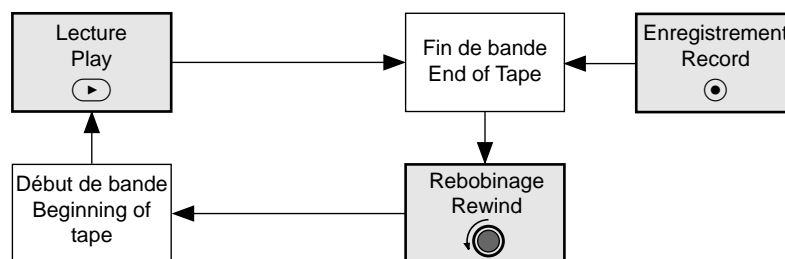 Lecture
Play
Fin de bande
End of Tape
Enregistrement
Record
Début de bande
Beginning of
tape
Rebobinage
Rewind